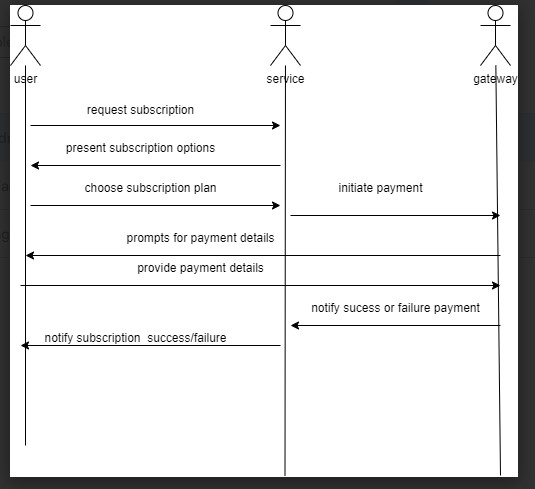 user
service
gateway
request subscription
present subscription options
choose subscription plan
initiate payment
prompts for payment details
provide payment details
notify sucess or failure payment
notify subscription success/failure